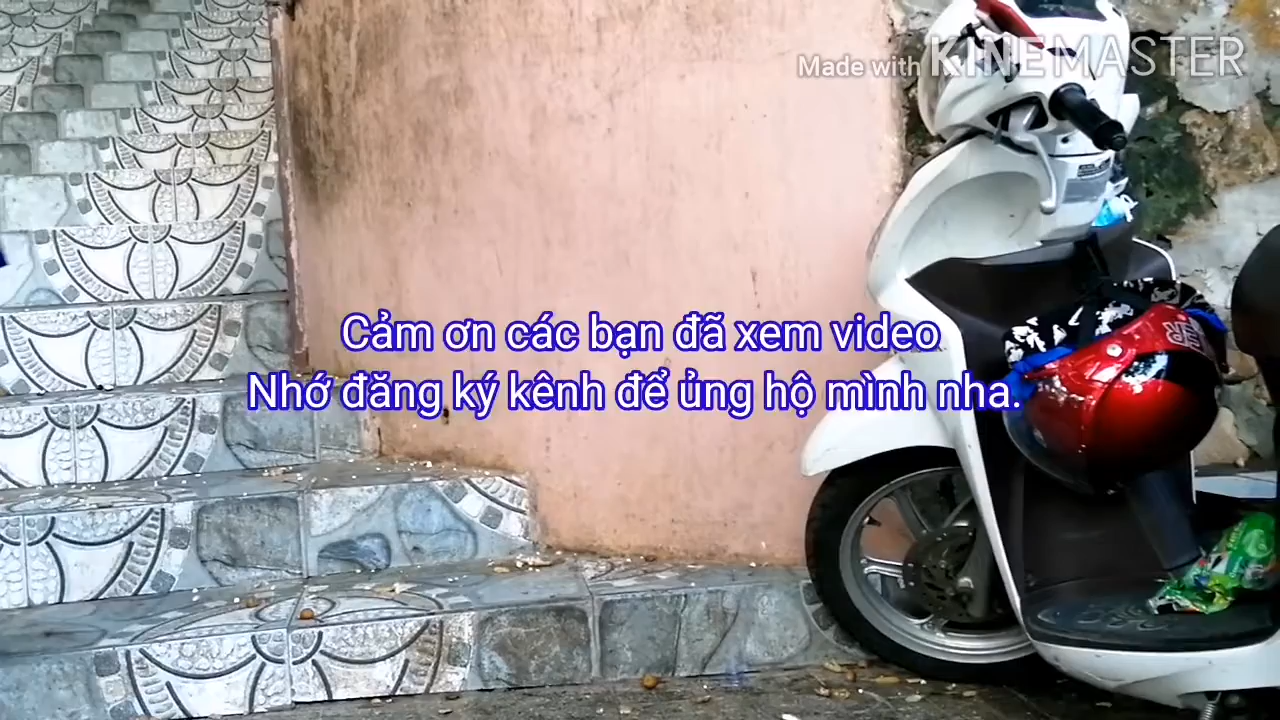 Made with KINEMASTER
Cảm ơn các bạn đã xem video
Nhớ đăng ký kênh để ủng hộ mình nha.